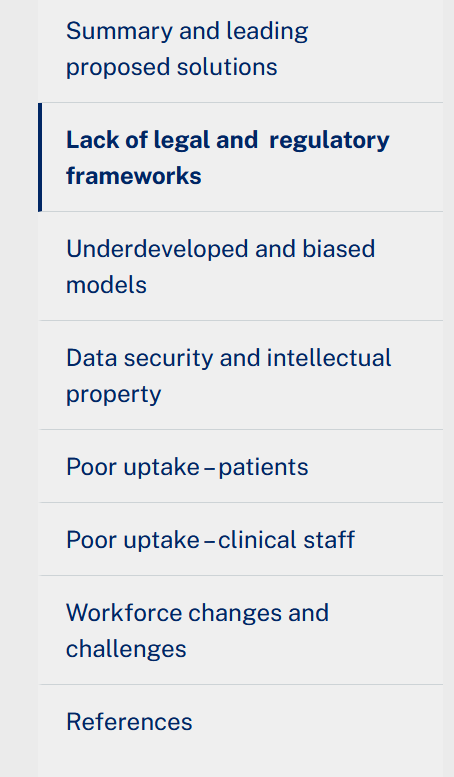 Summary and leading
proposed solutions
Lack of legal and  regulatory
frameworks
Underdeveloped and biased
models
Data security and intellectual
property
Poor uptake – patients
Poor uptake – clinical staff
Workforce changes and
challenges
References